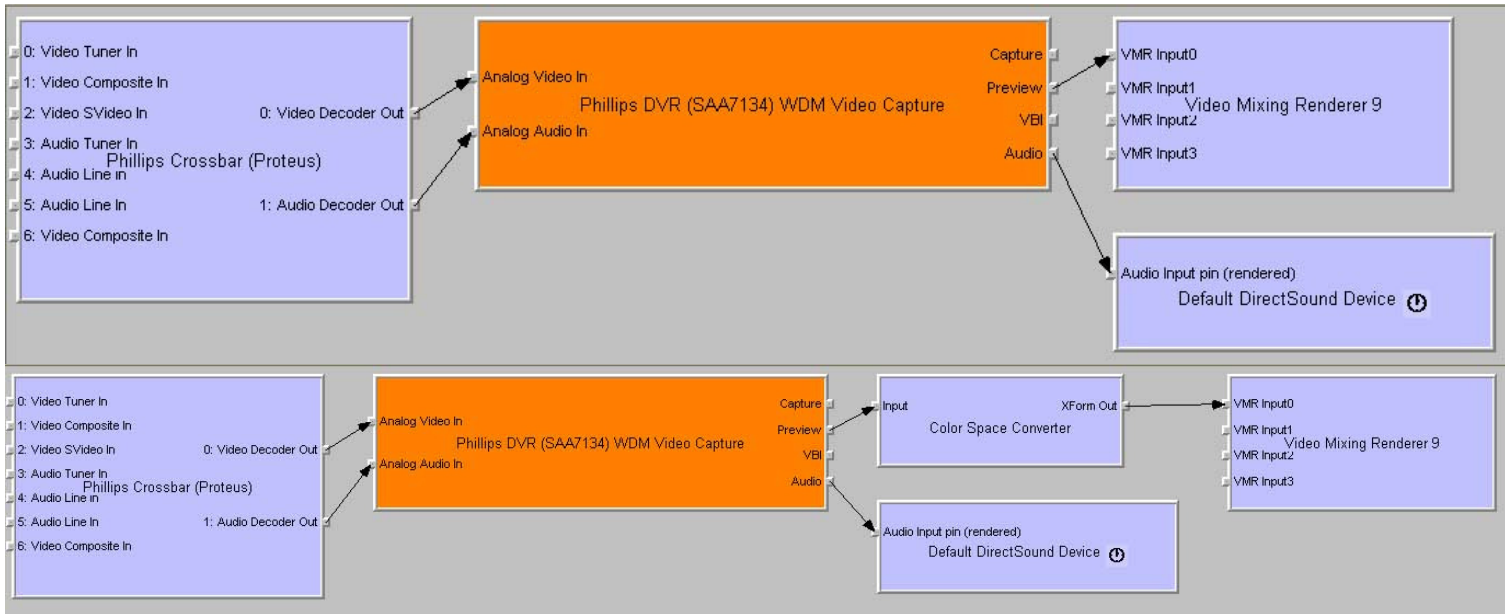 0: Video Tuner In
1: Video Composite In
2: Video SVideo In
0: Video Decoder Out
3: Audio Tuner In
Phillips Crossbar (Proteus)
4: Audio Line in
5: Audio Line In
1: Audio Decoder Out
6: Video Composite In
Analog Video In
Phillips DVR (SAA7134) WDM Video Capture
Analog Audio In
Capture
Preview
VBI
Audio
VMR Input0
VMR Input1
Video Mixing Renderer 9
VMR Input2
VMR Input3
Audio Input pin (rendered)
Default DirectSound Device
0: Video Tuner In
1: Video Composite In
2: Video SVideo In
0: Video Decoder Out
3: Audio Tuner In
Phillips Crossbar (Proteus)
4: Audio Line in
5: Audio Line In
1: Audio Decoder Out
6: Video Composite In
Analog Video In
Phillips DVR (SAA7134) WDM Video Capture
Analog Audio In
Capture
Preview
VBI
Audio
Input
XForm Out
Color Space Converter
VMR Input0
VMR Input1
Video Mixing Renderer 9
VMR Input2
VMR Input3
Audio Input pin (rendered)
Default DirectSound Device